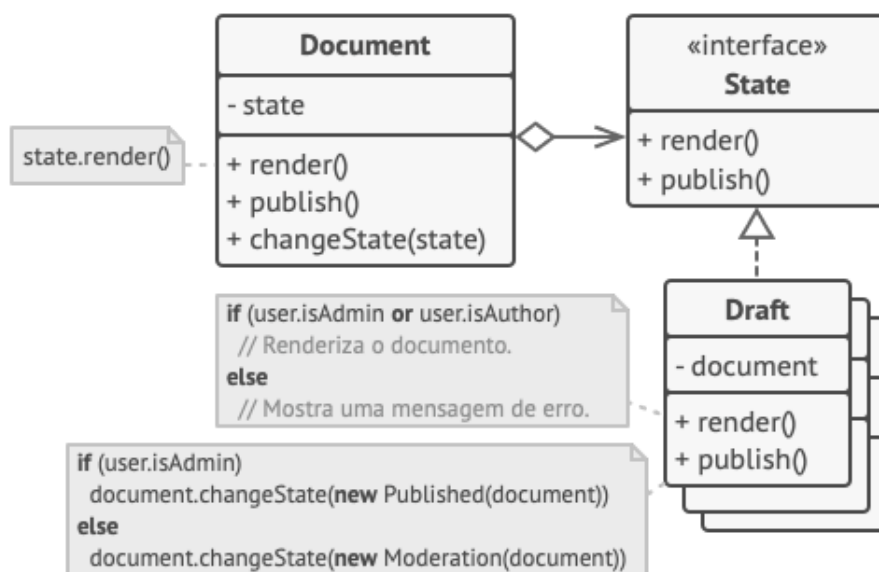 Document
- state
+ render()
+ publish()
+ changeState(state)
state.render()
«interface»
State
+ render()
+ publish()
Draft
- document
+ render()
+ publish()
if (user.isAdmin or user.isAuthor)
// Renderiza o documento.
else
// Mostra uma mensagem de erro.
if (user.isAdmin)
document.changeState(new Published(document))
else
document.changeState(new Moderation(document))